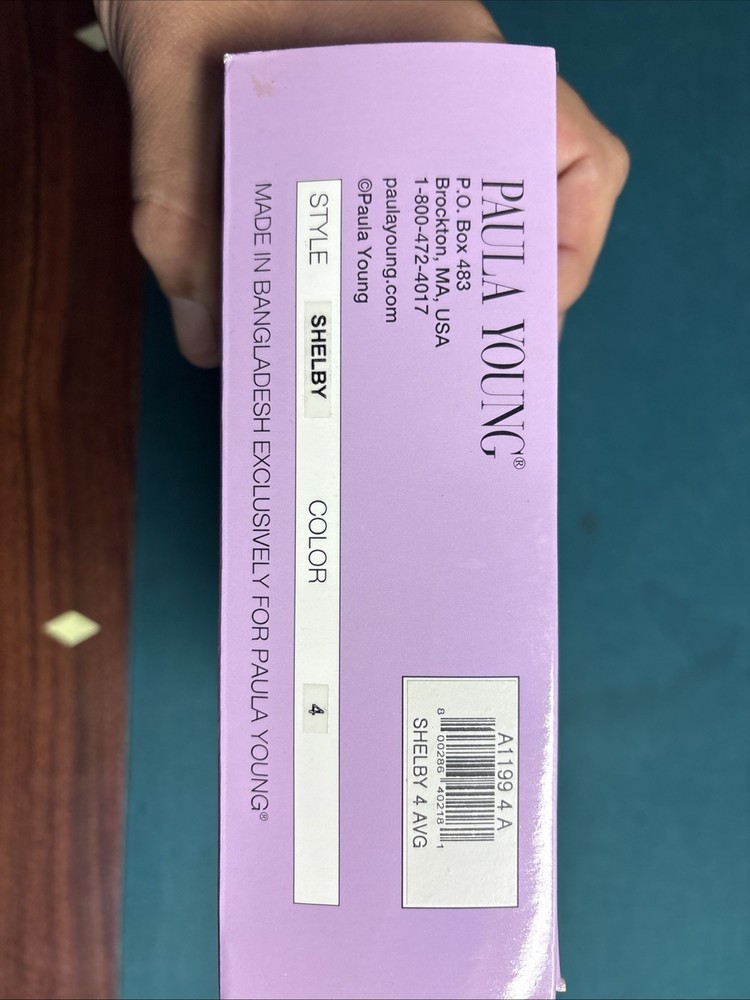 PAULA YOUNG®
P.O. Box 483
Brockton, MA, USA
1-800-472-4017
paulayoung.com
©Paula Young
STYLE SHELBY COLOR 4
MADE IN BANGLADESH EXCLUSIVELY FOR PAULA YOUNG®
A1199 4 A
8 00286 40218 1
SHELBY 4 AVG